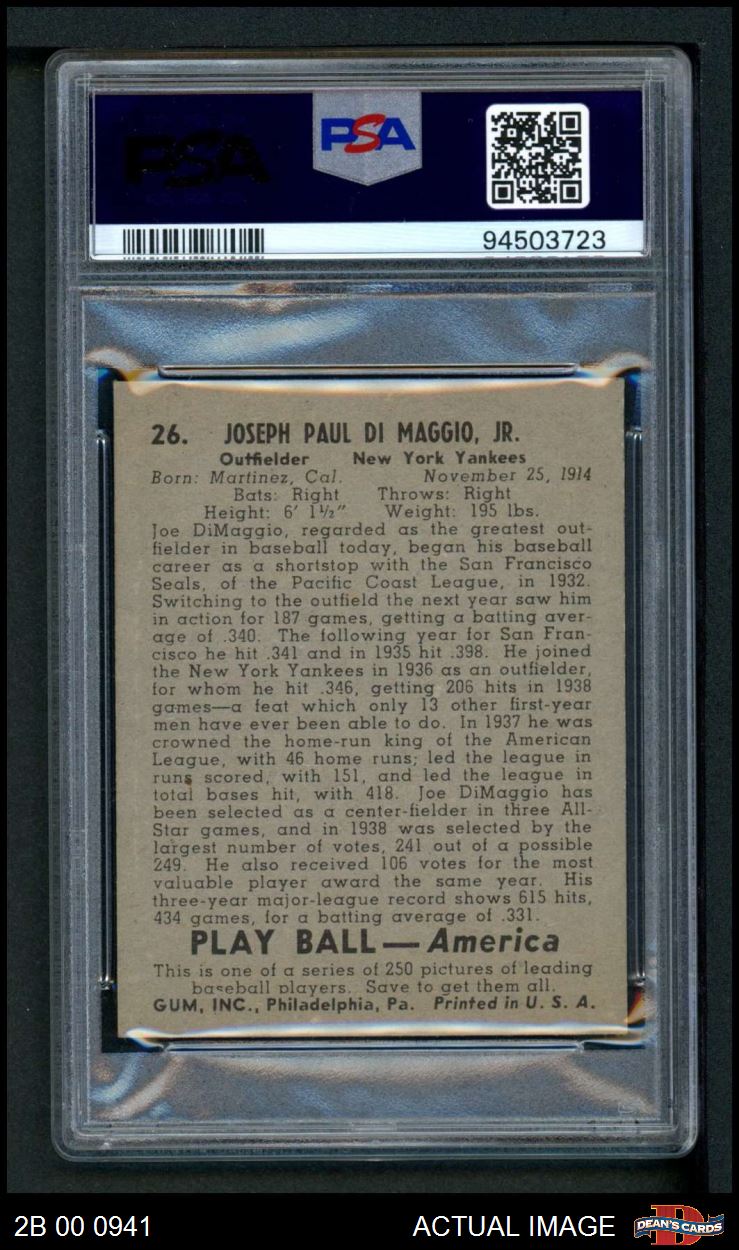 PSA
PSA
94503723
26. JOSEPH PAUL DI MAGGIO, JR.
Outfielder New York Yankees
Born: Martinez, Cal. November 25, 1914
Bats: Right Throws: Right
Height: 6' 1½" Weight: 195 lbs.
Joe DiMaggio, regarded as the greatest out-
fielder in baseball today, began his baseball
career as a shortstop with the San Francisco
Seals, of the Pacific Coast League, in 1932.
Switching to the outfield the next year saw him
in action for 187 games, getting a batting aver-
age of .340. The following year for San Fran-
cisco he hit .341 and in 1935 hit .398. He joined
the New York Yankees in 1936 as an outfielder,
for whom he hit .346, getting 206 hits in 1938
games—a feat which only 13 other first-year
men have ever been able to do. In 1937 he was
crowned the home-run king of the American
League, with 46 home runs; led the league in
runs scored, with 151, and led the league in
total bases hit, with 418. Joe DiMaggio has
been selected as a center-fielder in three All-
Star games, and in 1938 was selected by the
largest number of votes, 241 out of a possible
249. He also received 106 votes for the most
valuable player award the same year. His
three-year major-league record shows 615 hits,
434 games, for a batting average of .331.
PLAY BALL—America
This is one of a series of 250 pictures of leading
baseball players. Save to get them all.
GUM, INC., Philadelphia, Pa. Printed in U. S. A.
2B 00 0941 ACTUAL IMAGE DEAN'S CARDS